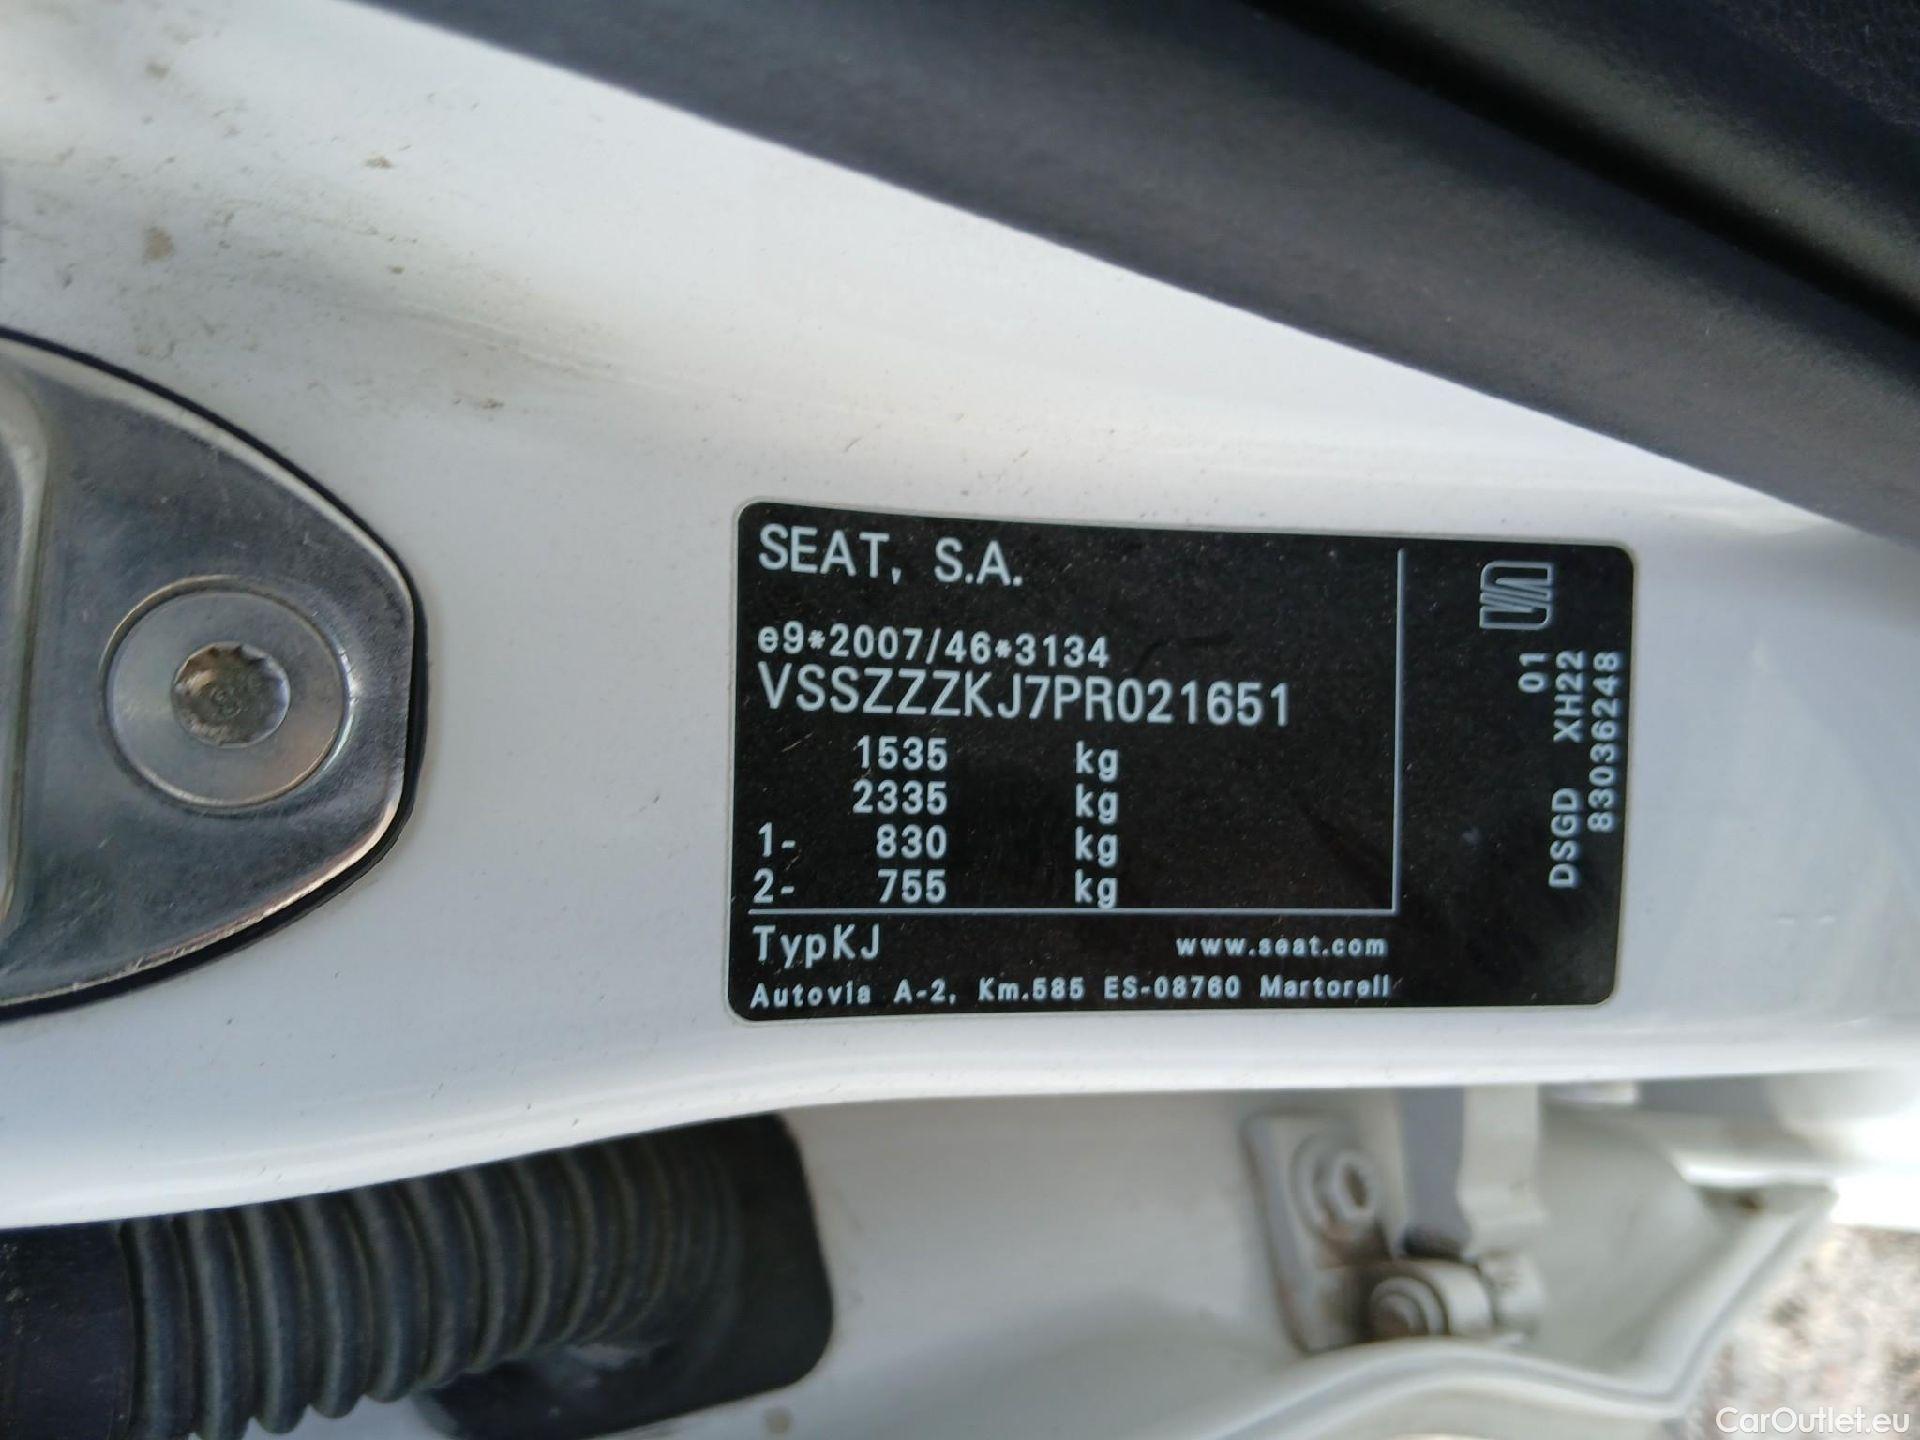 SEAT, S.A.
e9*2007/46*3134
VSSZZZKJ7PR021651
1535 kg
2335 kg
1- 830 kg
2- 755 kg
TypKJ www.seat.com
Autovia A-2, Km.585 ES-08760 Martorell
01
DSGD XH22
83036248
CarOutlet.eu